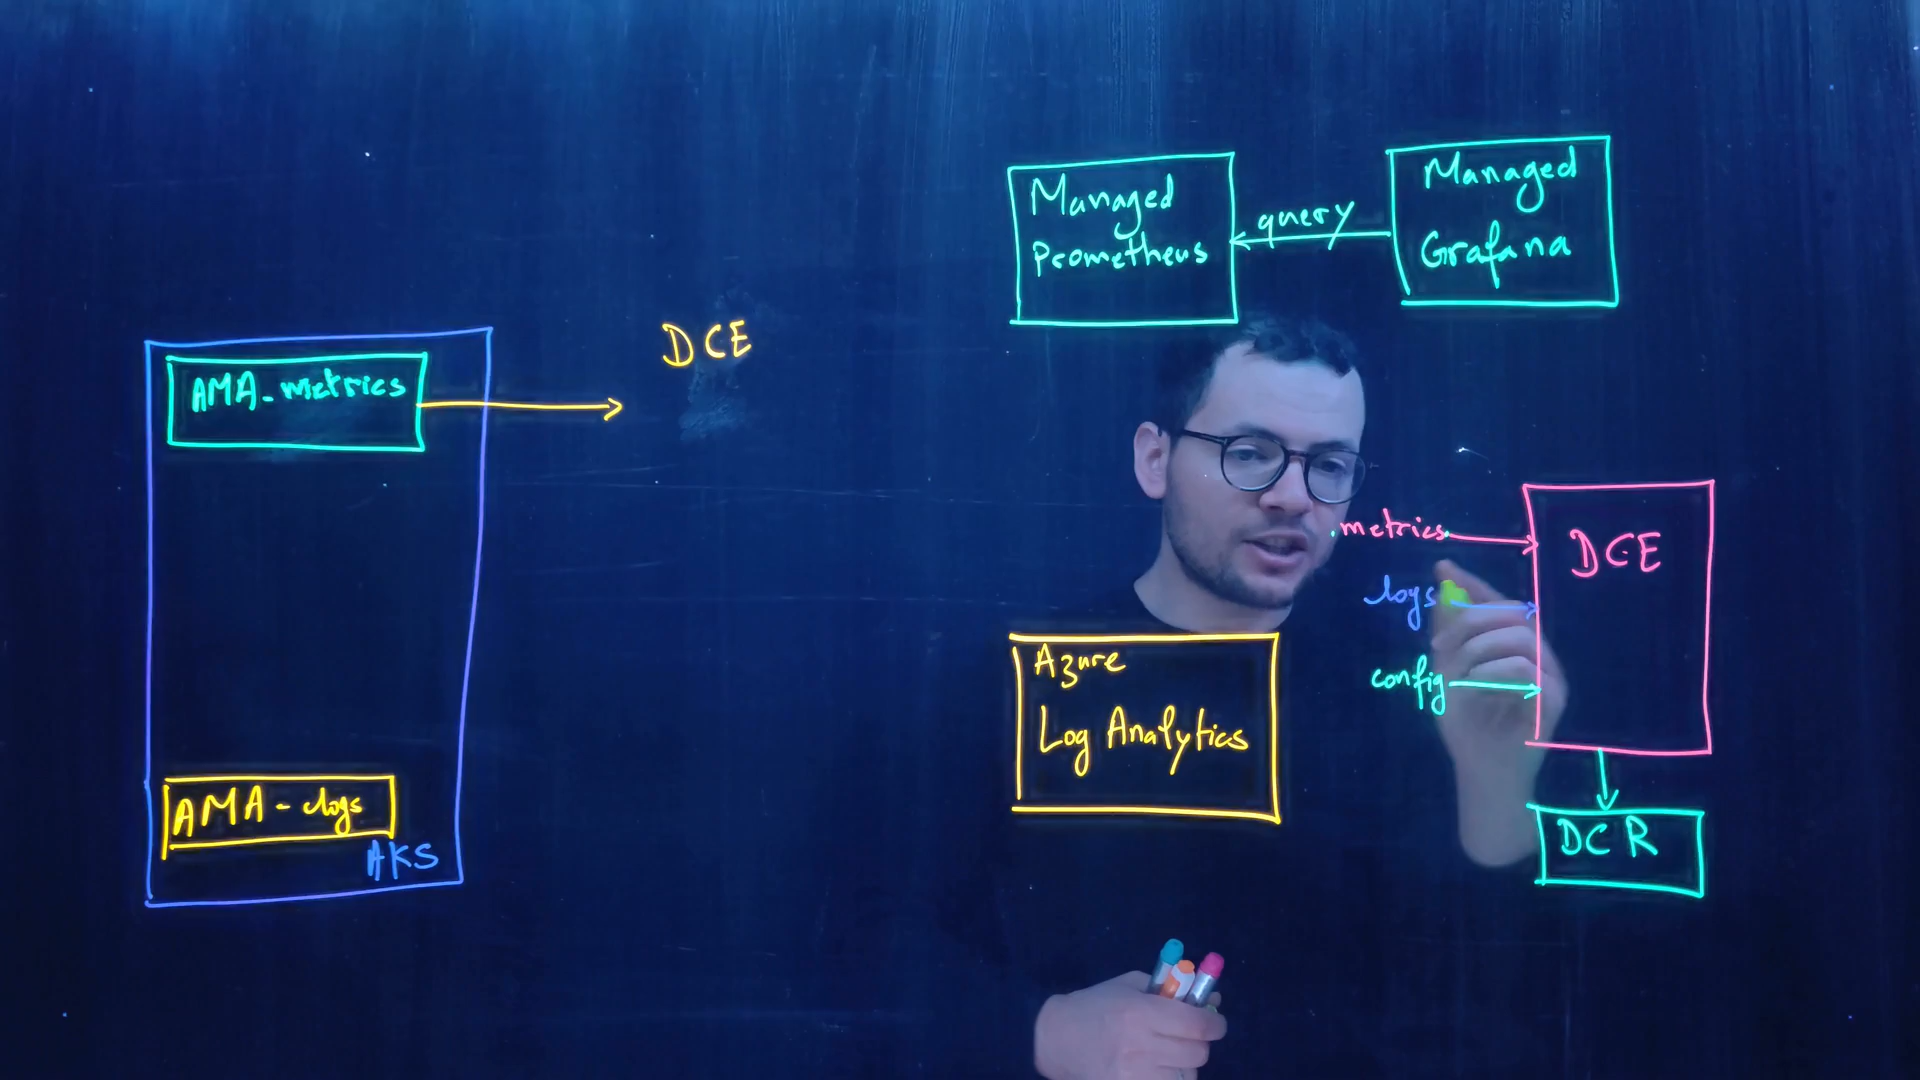 Managed
Prometheus
query
Managed
Grafana
DCE
AMA-metrics
metrics
DCE
logs
config
Azure
Log Analytics
AMA-logs
AKS
DCR